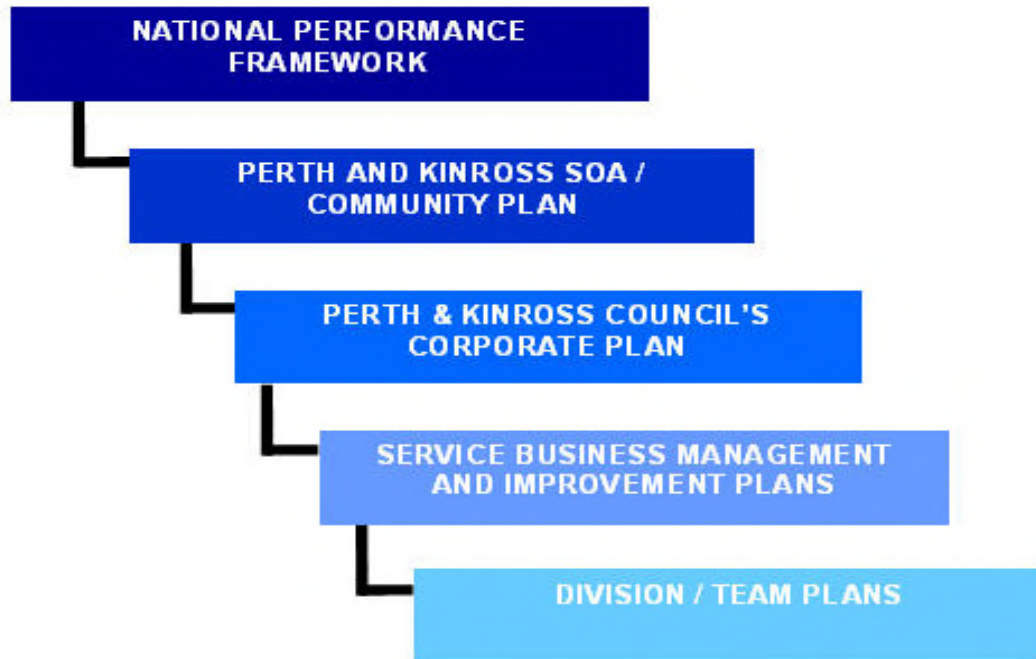 NATIONAL PERFORMANCE
FRAMEWORK
PERTH AND KINROSS SOA /
COMMUNITY PLAN
PERTH & KINROSS COUNCIL'S
CORPORATE PLAN
SERVICE BUSINESS MANAGEMENT
AND IMPROVEMENT PLANS
DIVISION / TEAM PLANS